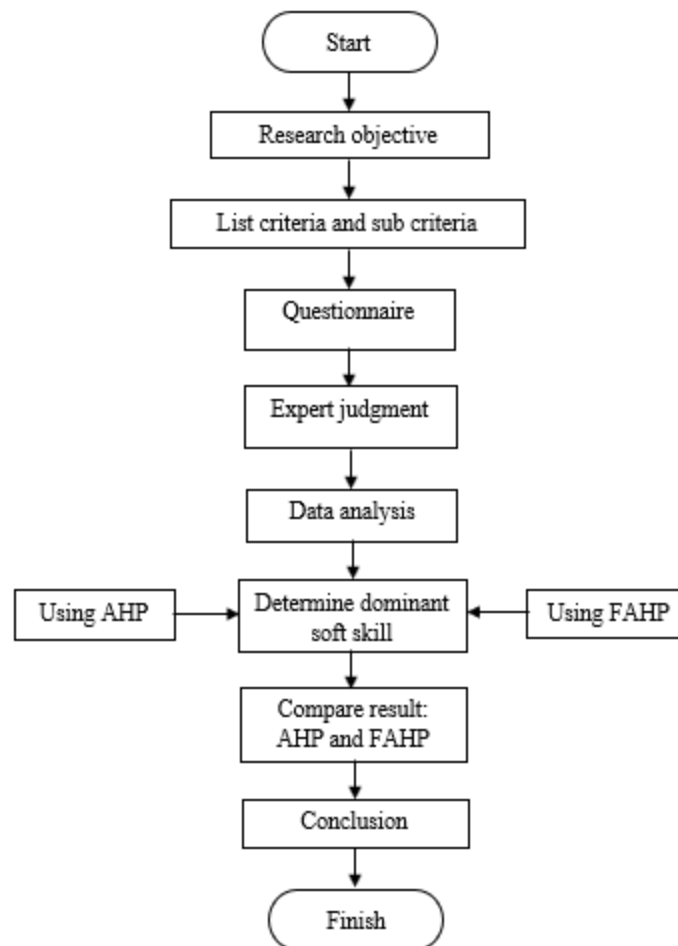 Start
Research objective
List criteria and sub criteria
Questionnaire
Expert judgment
Data analysis
Using AHP
Determine dominant
soft skill
Using FAHP
Compare result:
AHP and FAHP
Conclusion
Finish